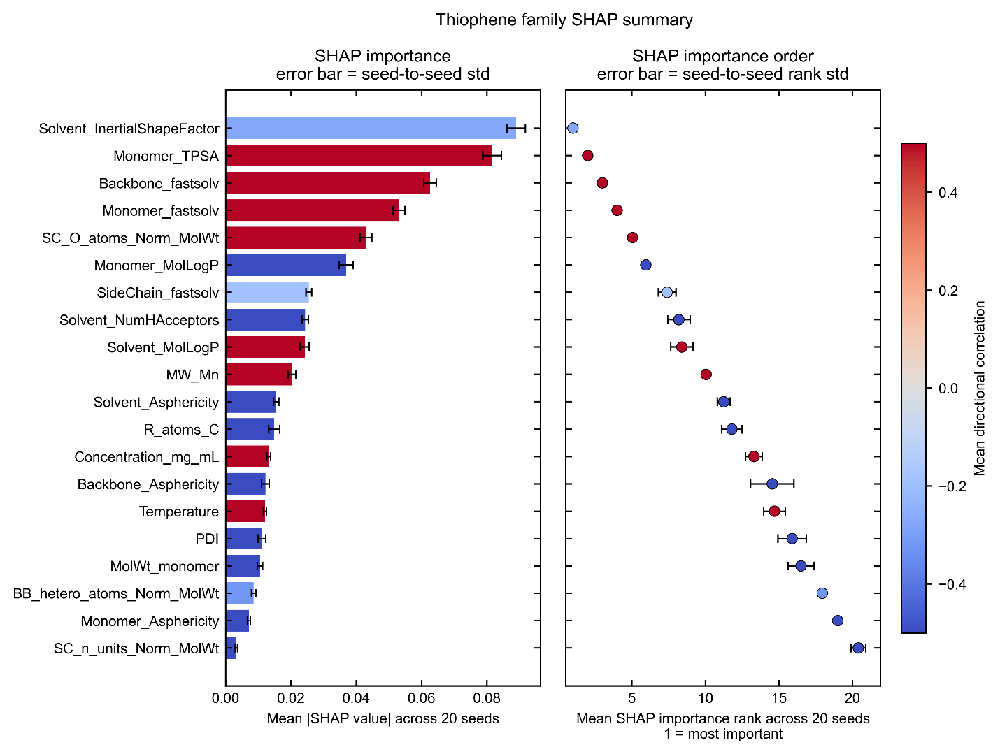 Thiophene family SHAP summary
SHAP importance
error bar = seed-to-seed std
SHAP importance order
error bar = seed-to-seed rank std
Solvent_InertialShapeFactor
Monomer_TPSA
Backbone_fastsolv
Monomer_fastsolv
SC_O_atoms_Norm_MolWt
Monomer_MolLogP
SideChain_fastsolv
Solvent_NumHAcceptors
Solvent_MolLogP
MW_Mn
Solvent_Asphericity
R_atoms_C
Concentration_mg_mL
Backbone_Asphericity
Temperature
PDI
MolWt_monomer
BB_hetero_atoms_Norm_MolWt
Monomer_Asphericity
SC_n_units_Norm_MolWt
0.00 0.02 0.04 0.06 0.08
Mean |SHAP value| across 20 seeds
5 10 15 20
Mean SHAP importance rank across 20 seeds
1 = most important
0.4
0.2
0.0
−0.2
−0.4
Mean directional correlation